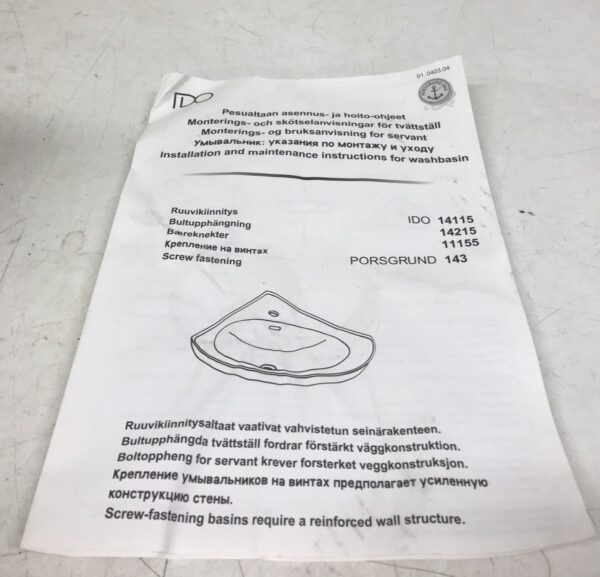 01. 0403.04
IDO
Pesualtaan asennus- ja hoito-ohjeet
Monterings- och skötselanvisningar för tvättställ
Monterings- og bruksanvisning for servant
Умывальник: указания по монтажу и уходу
Installation and maintenance instructions for washbasin
Ruuvikiinnitys
Bultupphängning
Bæreknekter
Крепление на винтах
Screw fastening
IDO 14115
14215
11155
PORSGRUND 143
Ruuvikiinnitysaltaat vaativat vahvistetun seinärakenteen.
Bultupphängda tvättställ fordrar förstärkt väggkonstruktion.
Boltoppheng for servant krever forsterket veggkonstruksjon.
Крепление умывальников на винтах предполагает усиленную
конструкцию стены.
Screw-fastening basins require a reinforced wall structure.